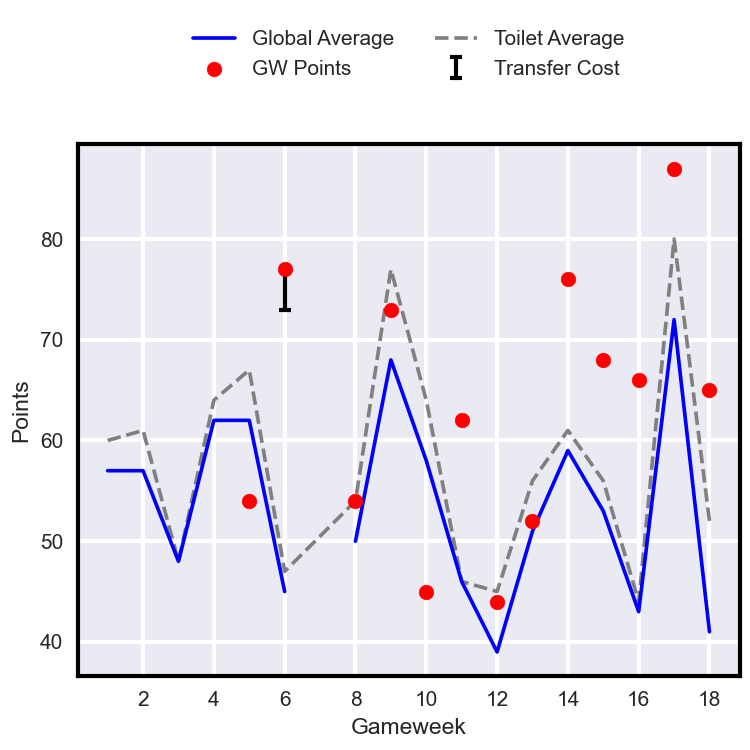 Global Average
Toilet Average
GW Points
Transfer Cost
Points
80
70
60
50
40
2 4 6 8 10 12 14 16 18
Gameweek